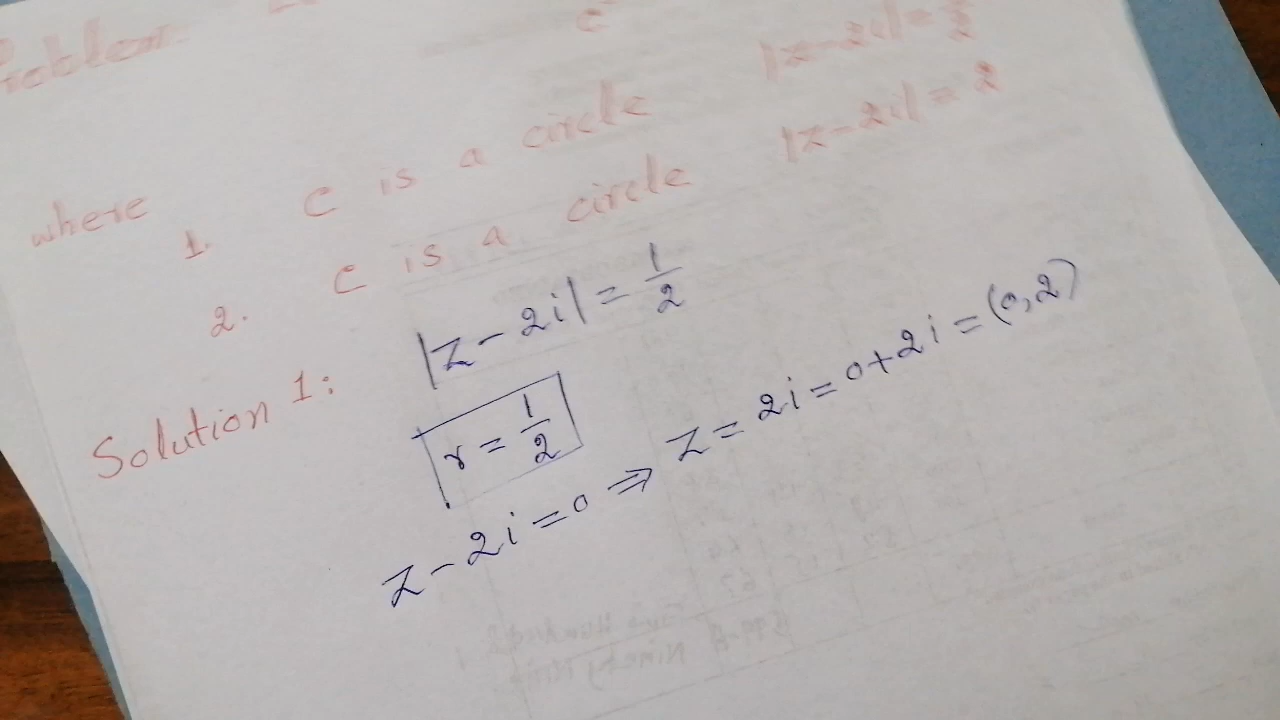 Problem
c
where 1. C is a circle |z-2i| = 1/2
2. C is a circle |z-2i| = 2
Solution 1: |z-2i| = 1/2
r = 1/2
z-2i=0 ⇒ z = 2i = 0+2i = (0,2)